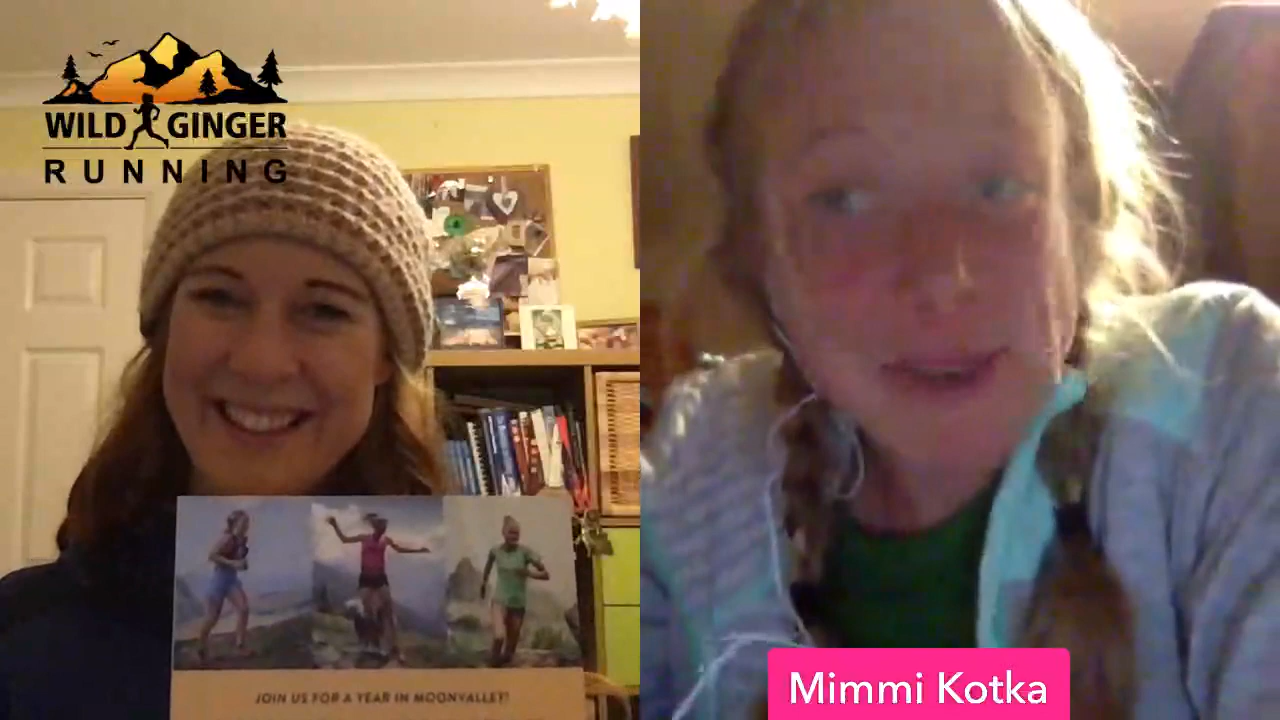 WILD GINGER
RUNNING
JOIN US FOR A YEAR IN MOONVALLEY!
Mimmi Kotka